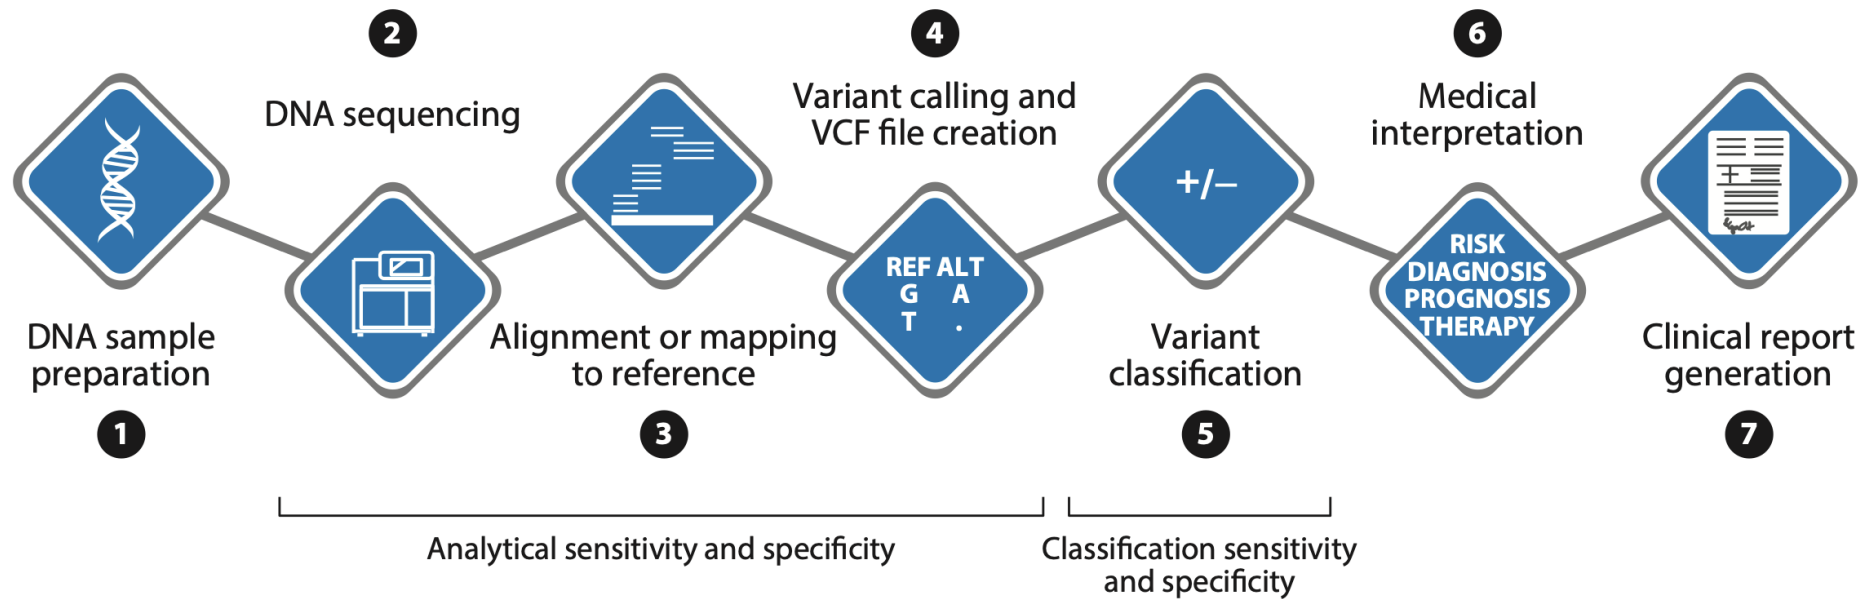 1
DNA sample
preparation
2
DNA sequencing
3
Alignment or mapping
to reference
4
Variant calling and
VCF file creation
REF ALT
G A
T .
5
+/–
Variant
classification
6
Medical
interpretation
RISK
DIAGNOSIS
PROGNOSIS
THERAPY
7
Clinical report
generation
Analytical sensitivity and specificity
Classification sensitivity
and specificity